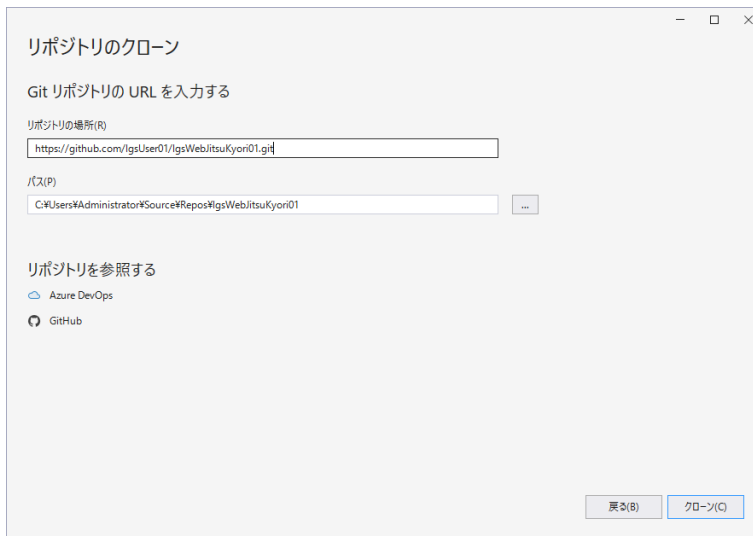 リポジトリのクローン
Git リポジトリの URL を入力する
リポジトリの場所(R)
https://github.com/IgsUser01/IgsWebJitsuKyori01.git
パス(P)
C:¥Users¥Administrator¥Source¥Repos¥IgsWebJitsuKyori01
...
リポジトリを参照する
Azure DevOps
GitHub
戻る(B)
クローン(C)